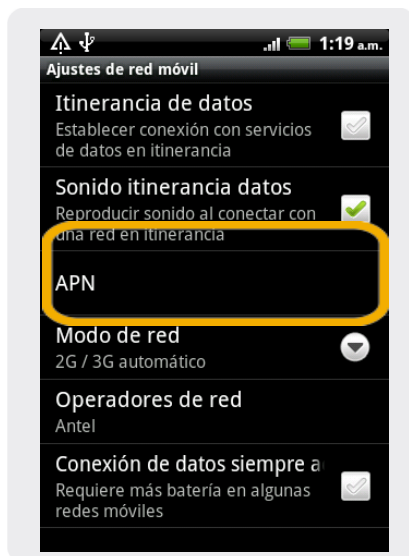 1:19 a.m.
Ajustes de red móvil
Itinerancia de datos
Establecer conexión con servicios
de datos en itinerancia
Sonido itinerancia datos
Reproducir sonido al conectar con
una red en itinerancia
APN
Modo de red
2G / 3G automático
Operadores de red
Antel
Conexión de datos siempre a
Requiere más batería en algunas
redes móviles